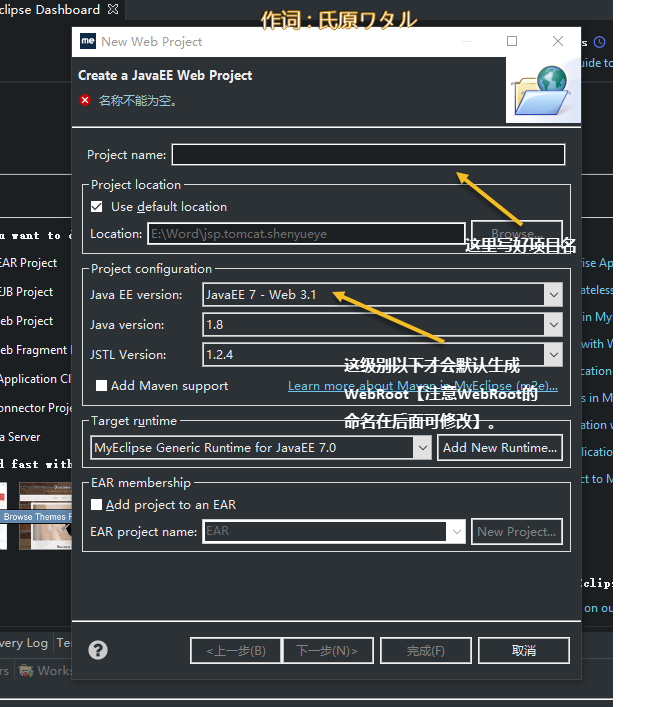 clipse Dashboard
作词：氏原ワタル
me New Web Project
s
uide to
Create a JavaEE Web Project
名称不能为空。
Project name:
Project location
Use default location
Location: E:\Word\jsp.tomcat.shenyueye Browse...
这里写好项目名
Project configuration
Java EE version: JavaEE 7 - Web 3.1
Java version: 1.8
JSTL Version: 1.2.4
这级别以下才会默认生成
WebRoot【注意WebRoot的
命名在后面可修改】。
Add Maven support Learn more about Maven in MyEclipse (m2e)...
Target runtime
MyEclipse Generic Runtime for JavaEE 7.0 Add New Runtime...
EAR membership
Add project to an EAR
EAR project name: EAR New Project...
? <上一步(B) 下一步(N)> 完成(F) 取消
u want to
EAR Project
EJB Project
eb Project
eb Fragment
Application Cl
onnector Proje
a Server
d fast with
Browse Themes
ise Ap
ateless
in My
with W
n My
ation v
olation
ct to M
clips
on ou
very Log Te
rs Works